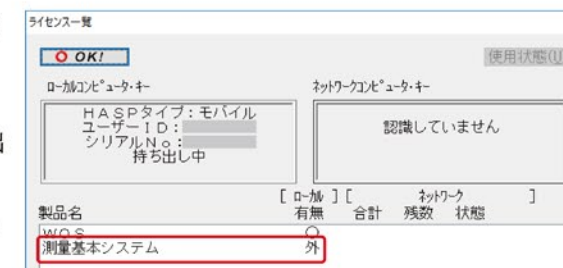 ライセンス一覧
OK!
使用状態(U
ローカルコンピュータ・キー
ネットワークコンピュータ・キー
HASPタイプ:モバイル
ユーザーID:
シリアルNo:
持ち出し中
認識していません
[ ローカル ] [ ネットワーク ]
製品名 有無 合計 残数 状態
WOS ○
測量基本システム 外